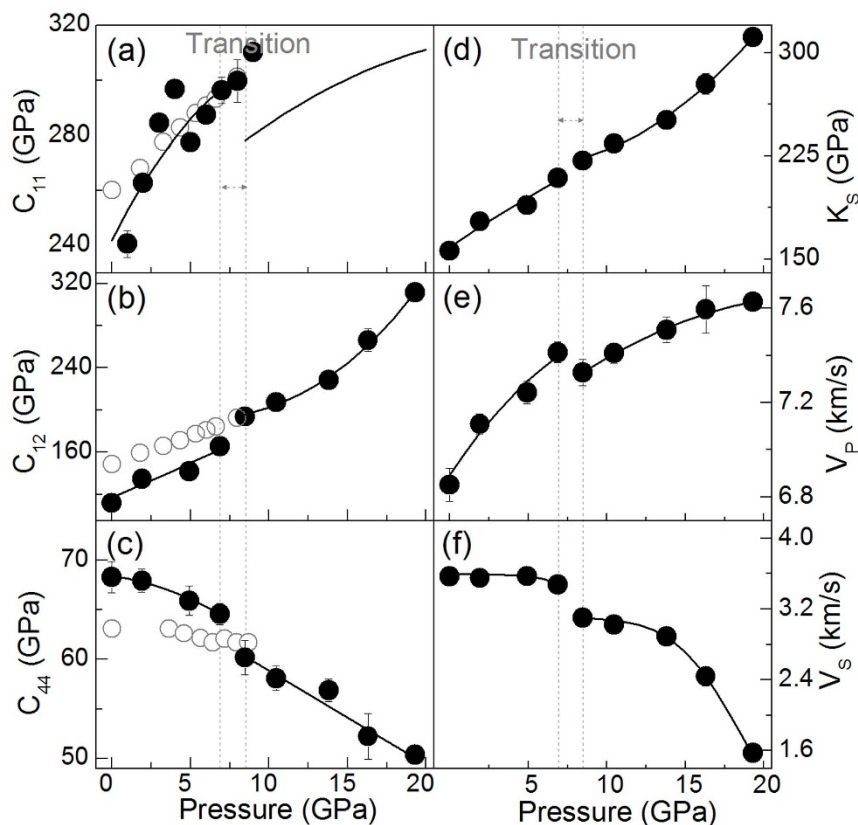 (a)
Transition
320
280
240
C11 (GPa)
(d)
Transition
300
225
150
KS (GPa)
(b)
320
240
160
C12 (GPa)
(e)
7.6
7.2
6.8
VP (km/s)
(c)
70
60
50
C44 (GPa)
(f)
4.0
3.2
2.4
1.6
VS (km/s)
0 5 10 15 20
5 10 15 20
Pressure (GPa)
Pressure (GPa)